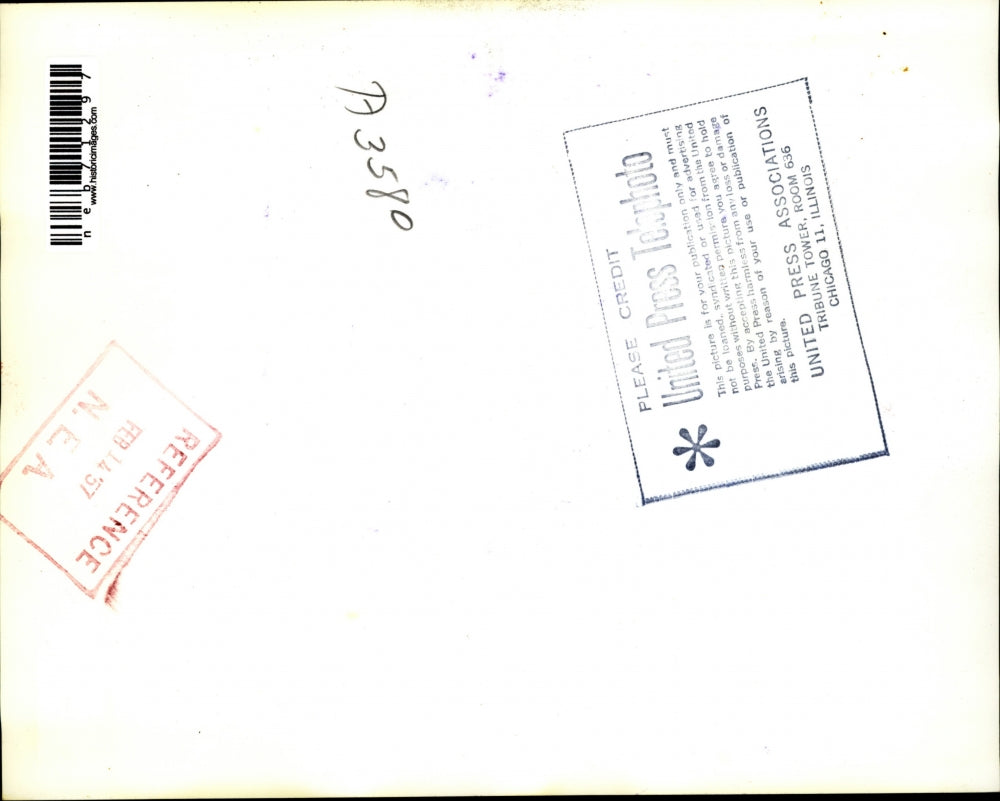 neb71297
www.historicimages.com
A3580
REFERENCE
FEB 14 '57
N. E. A
PLEASE CREDIT
United Press Telephoto
This picture is for your publication only and must
not be loaned, syndicated or used for advertising
purposes without written permission from the United
Press. By accepting this picture you agree to hold
the United Press harmless from any loss or damage
arising by reason of your use or publication of
this picture.
UNITED PRESS ASSOCIATIONS
TRIBUNE TOWER, ROOM 636
CHICAGO 11, ILLINOIS